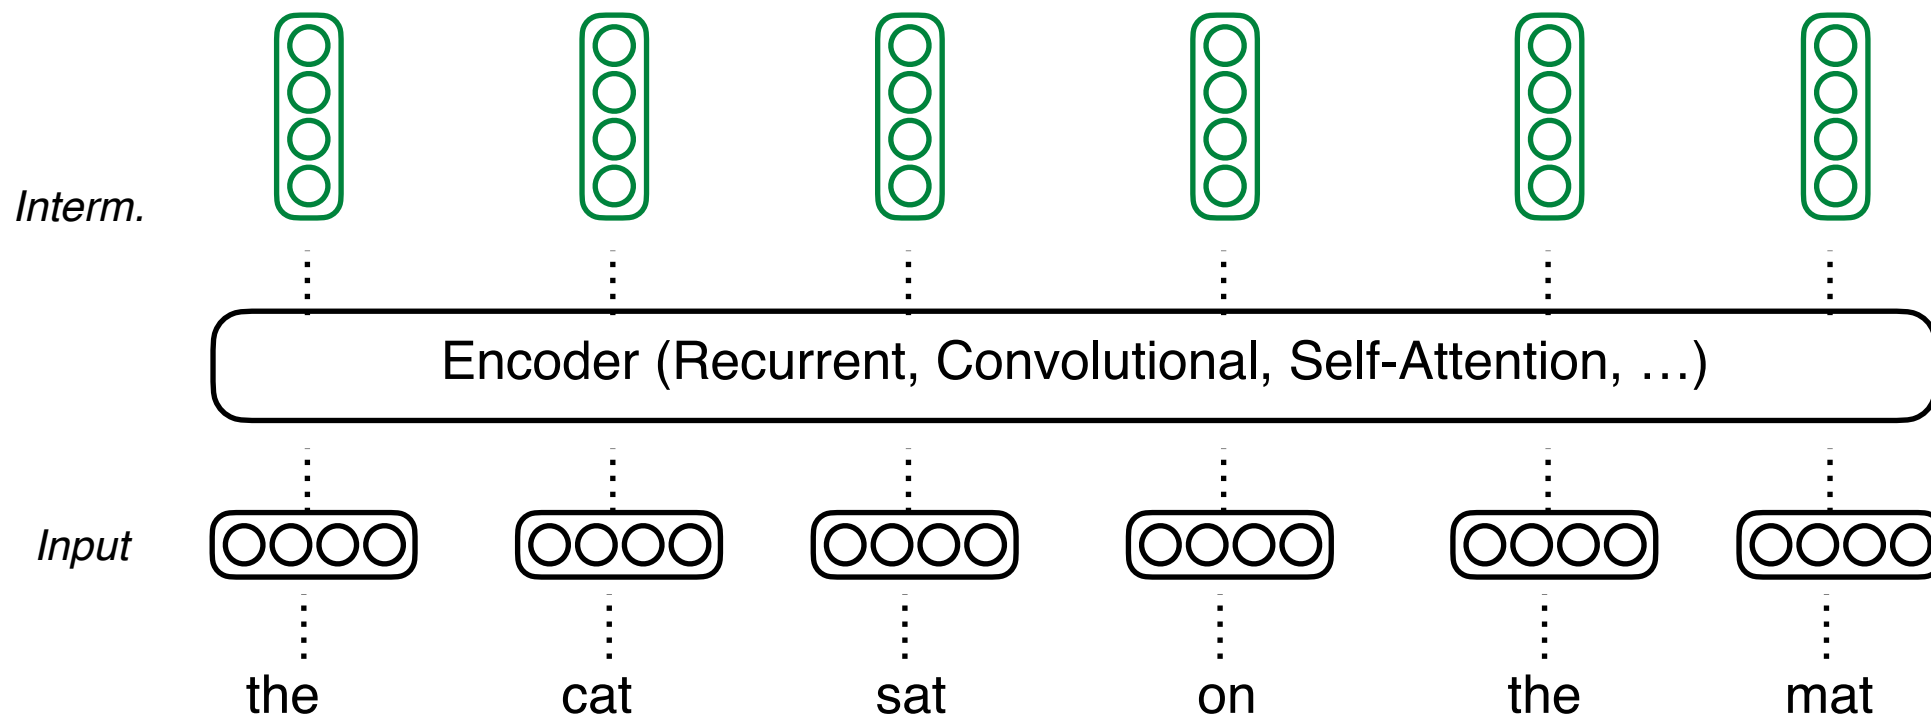 Interm.
Encoder (Recurrent, Convolutional, Self-Attention, …)
Input
the cat sat on the mat